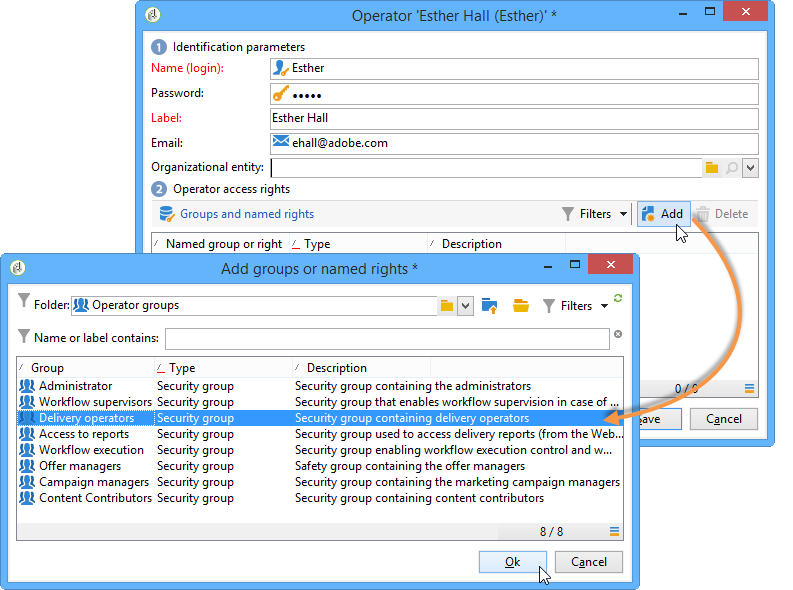 Operator 'Esther Hall (Esther)' *
1 Identification parameters
Name (login): Esther
Password: •••••
Label: Esther Hall
Email: ehall@adobe.com
Organizational entity:
2 Operator access rights
Groups and named rights Filters Add Delete
Named group or right Type Description
0 /
Save Cancel
Add groups or named rights *
Folder: Operator groups Filters
Name or label contains:
Group Type Description
Administrator Security group Security group containing the administrators
Workflow supervisors Security group Security group that enables workflow supervision in case of ...
Delivery operators Security group Security group containing delivery operators
Access to reports Security group Security group used to access delivery reports (from the Web...
Workflow execution Security group Security group enabling workflow execution control and w...
Offer managers Security group Safety group containing the offer managers
Campaign managers Security group Security group containing the marketing campaign managers
Content Contributors Security group Security group containing content contributors
8 / 8
Ok Cancel